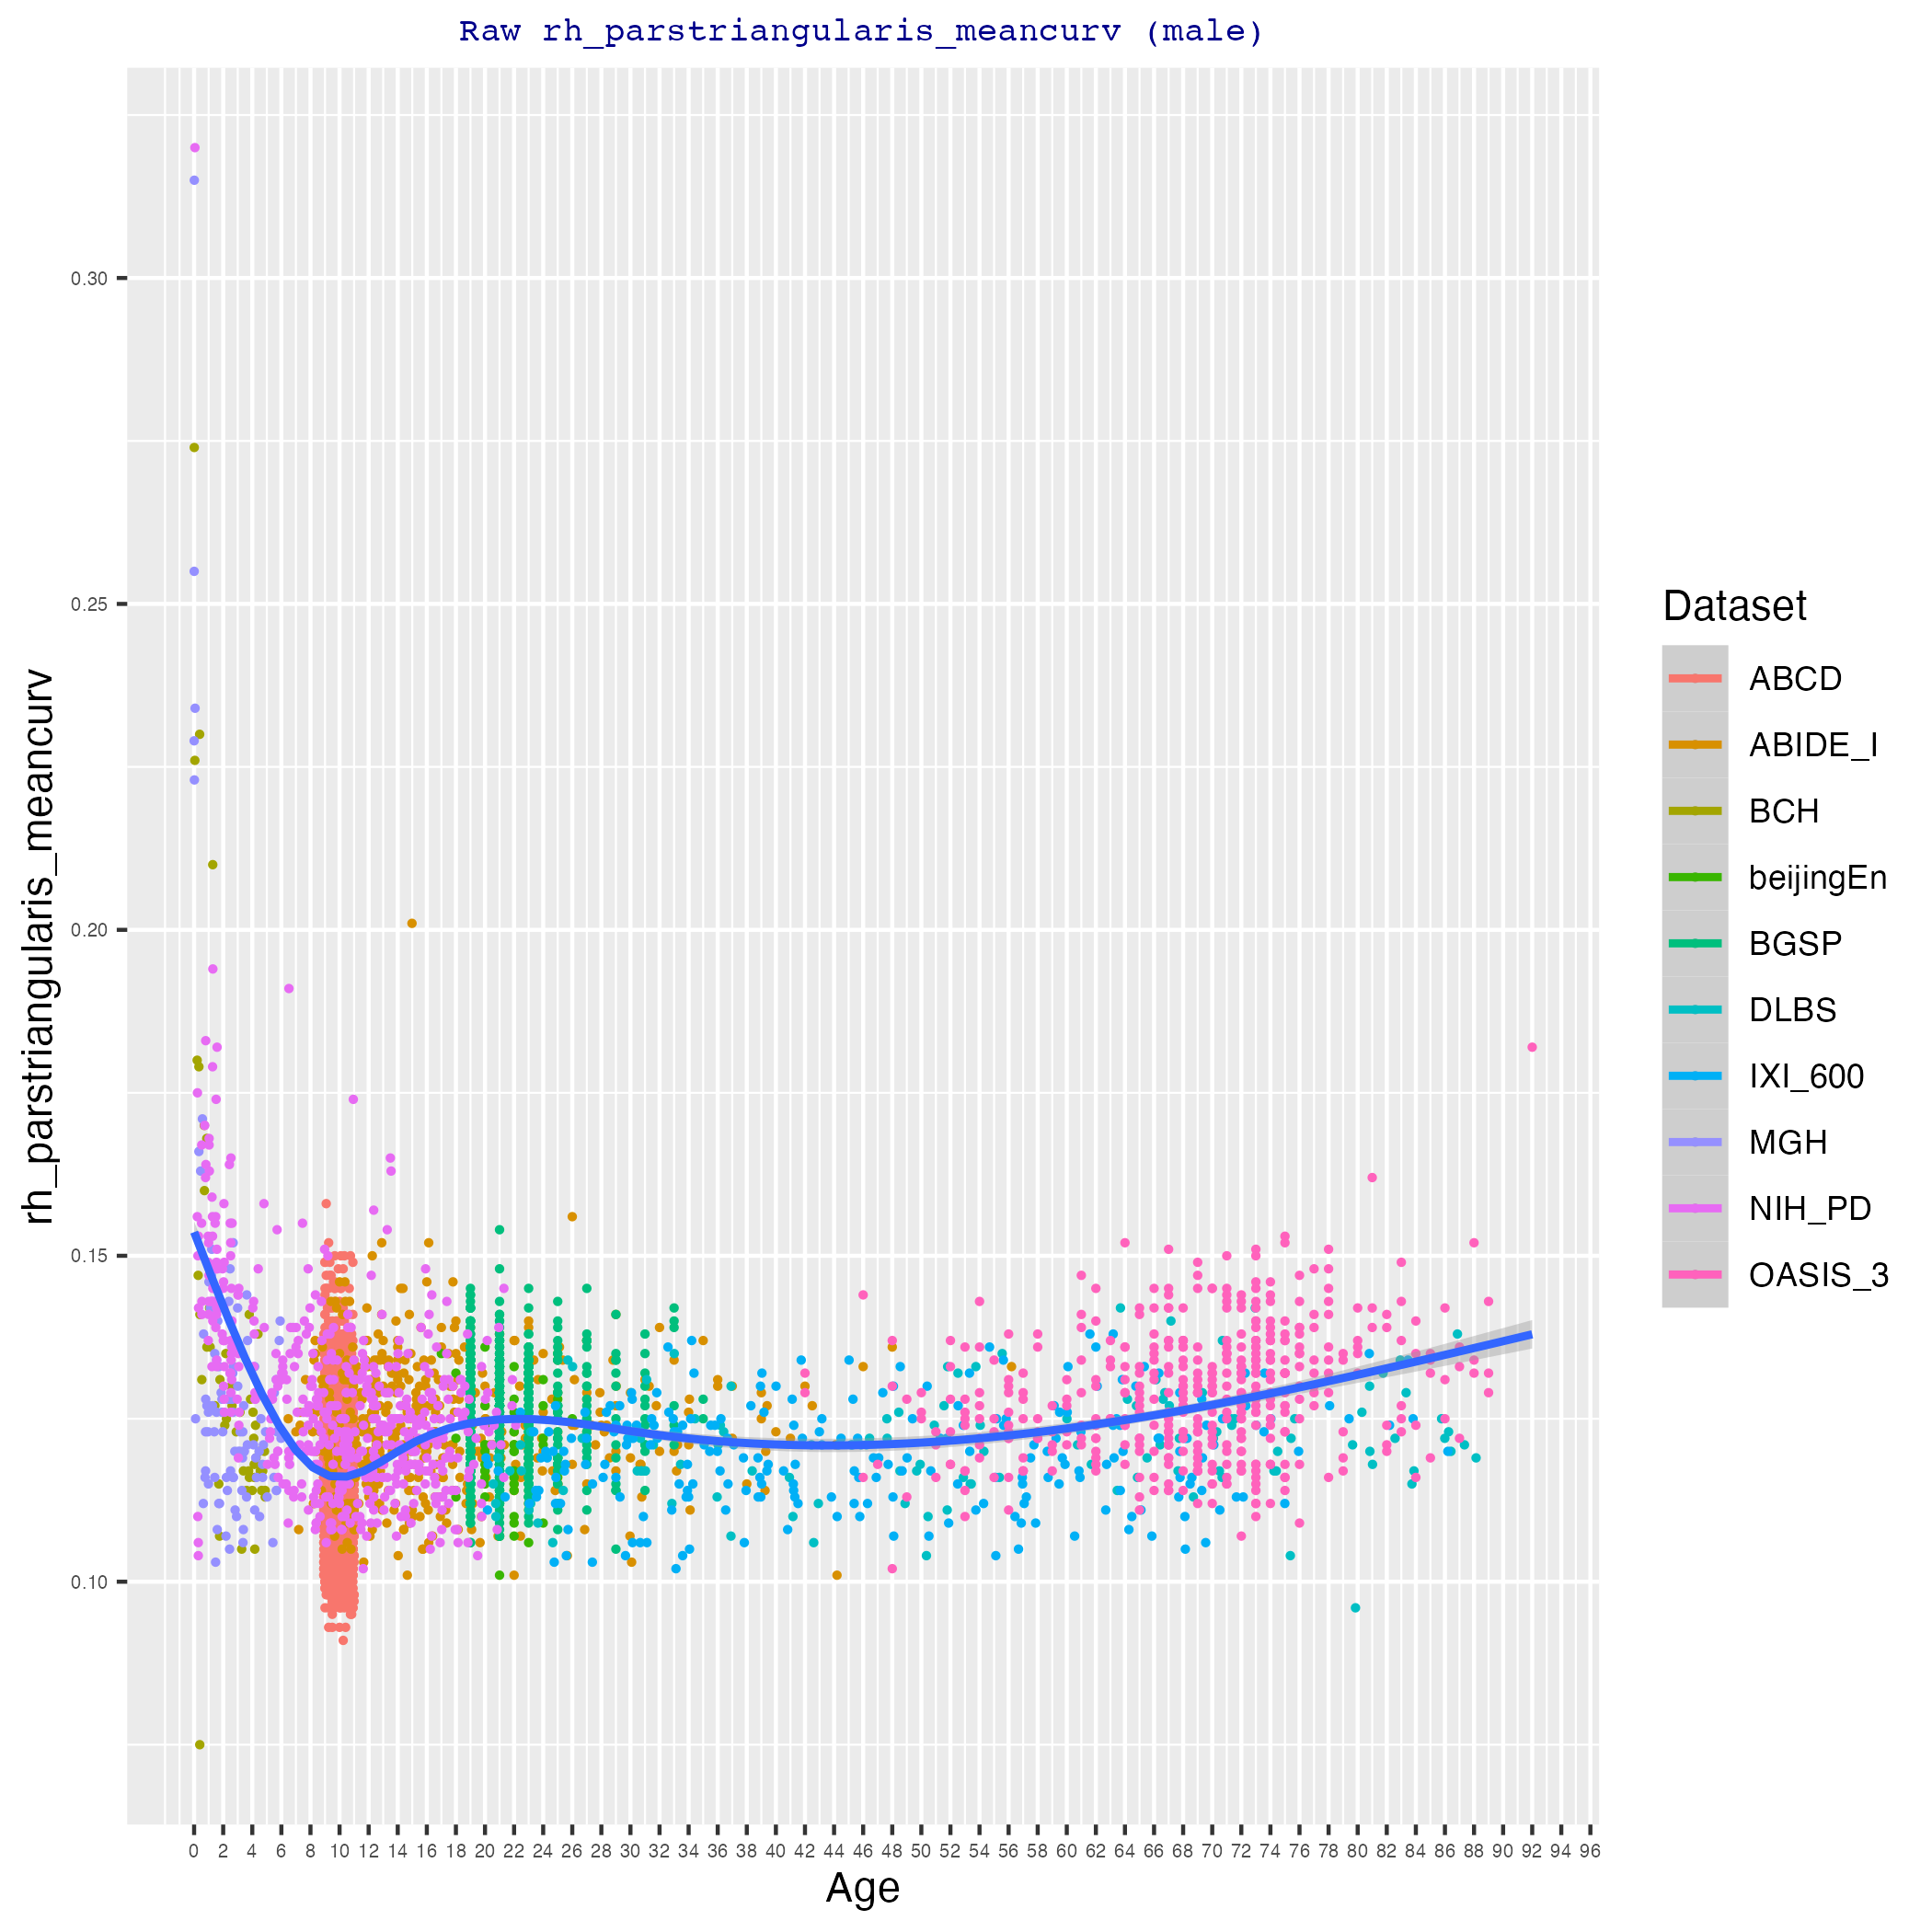 Raw rh_parstriangularis_meancurv (male)
rh_parstriangularis_meancurv
0.30
0.25
0.20
0.15
0.10
0 2 4 6 8 10 12 14 16 18 20 22 24 26 28 30 32 34 36 38 40 42 44 46 48 50 52 54 56 58 60 62 64 66 68 70 72 74 76 78 80 82 84 86 88 90 92 94 96
Age
Dataset
ABCD
ABIDE_I
BCH
beijingEn
BGSP
DLBS
IXI_600
MGH
NIH_PD
OASIS_3